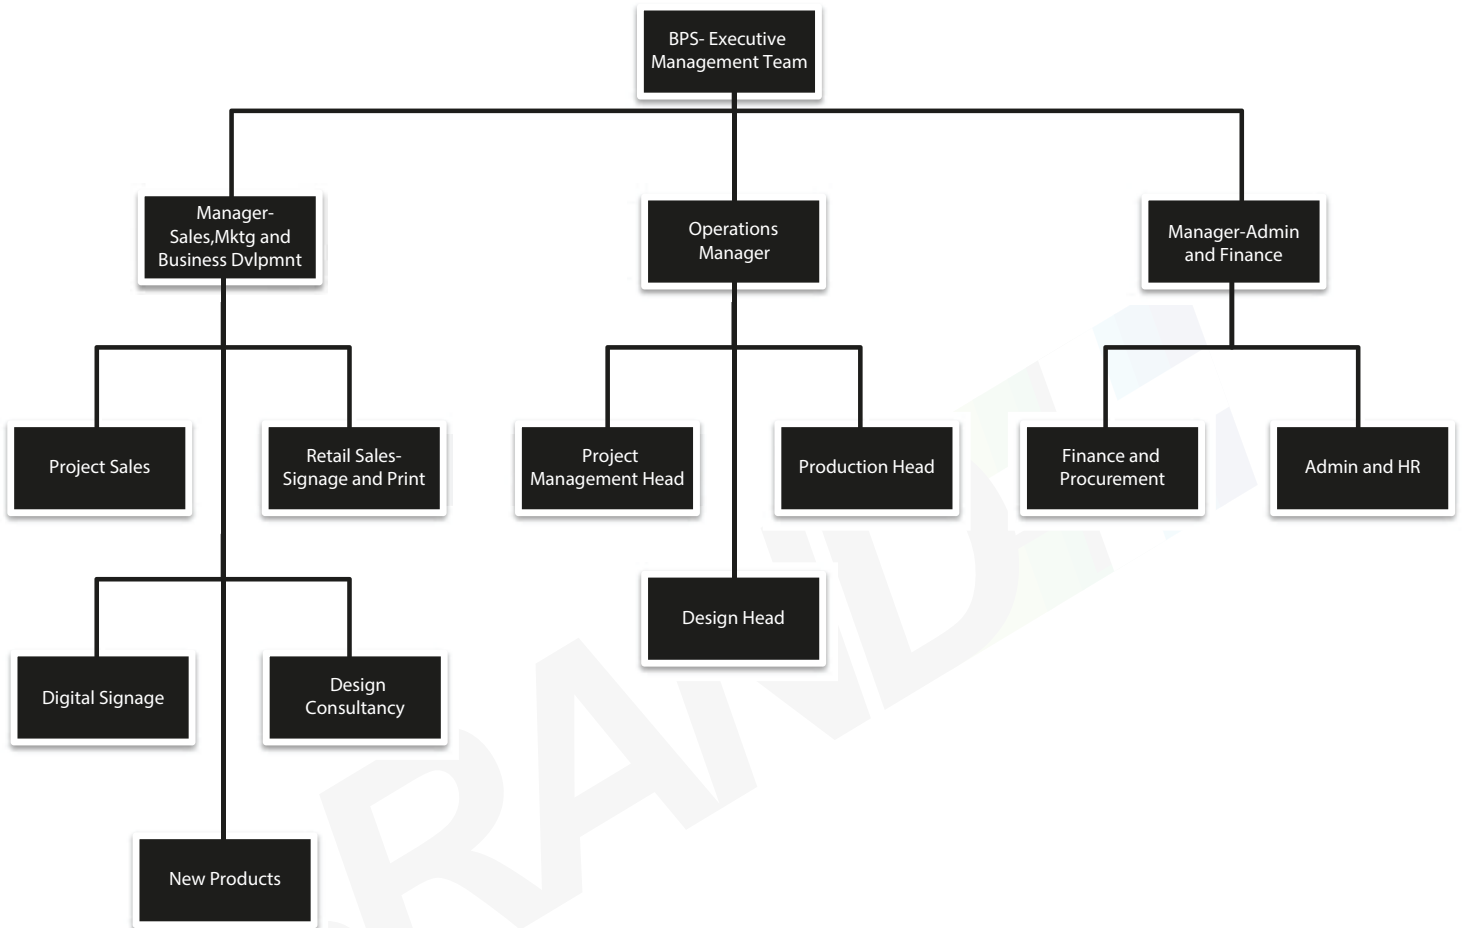 BPS- Executive
Management Team
Manager-
Sales,Mktg and
Business Dvlpmnt
Operations
Manager
Manager-Admin
and Finance
Project Sales
Retail Sales-
Signage and Print
Project
Management Head
Production Head
Finance and
Procurement
Admin and HR
Design Head
Digital Signage
Design
Consultancy
New Products